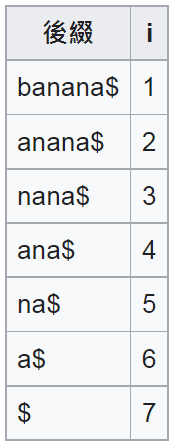 後綴 i
banana$ 1
anana$ 2
nana$ 3
ana$ 4
na$ 5
a$ 6
$ 7